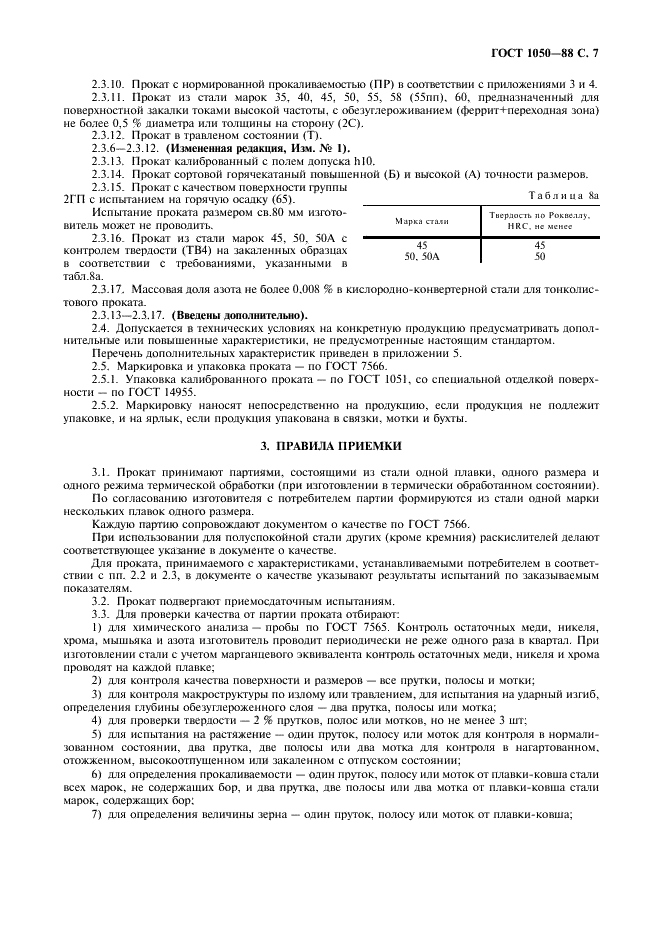 ГОСТ 1050—88 С. 7
2.3.10. Прокат с нормированной прокаливаемостью (ПР) в соответствии с приложениями 3 и 4.
2.3.11. Прокат из стали марок 35, 40, 45, 50, 55, 58 (55пп), 60, предназначенный для
поверхностной закалки токами высокой частоты, с обезуглероживанием (феррит+переходная зона)
не более 0,5 % диаметра или толщины на сторону (2С).
2.3.12. Прокат в травленом состоянии (Т).
2.3.6—2.3.12. (Измененная редакция, Изм. № 1).
2.3.13. Прокат калиброванный с полем допуска h10.
2.3.14. Прокат сортовой горячекатаный повышенной (Б) и высокой (А) точности размеров.
2.3.15. Прокат с качеством поверхности группы
2ГП с испытанием на горячую осадку (65).
Испытание проката размером св.80 мм изгото-
витель может не проводить.
2.3.16. Прокат из стали марок 45, 50, 50А с
контролем твердости (ТВ4) на закаленных образцах
в соответствии с требованиями, указанными в
табл.8а.
Таблица 8а
Марка стали
Твердость по Роквеллу,
HRC, не менее
45 45
50, 50А 50
2.3.17. Массовая доля азота не более 0,008 % в кислородно-конвертерной стали для тонколис-
тового проката.
2.3.13—2.3.17. (Введены дополнительно).
2.4. Допускается в технических условиях на конкретную продукцию предусматривать допол-
нительные или повышенные характеристики, не предусмотренные настоящим стандартом.
Перечень дополнительных характеристик приведен в приложении 5.
2.5. Маркировка и упаковка проката — по ГОСТ 7566.
2.5.1. Упаковка калиброванного проката — по ГОСТ 1051, со специальной отделкой поверх-
ности — по ГОСТ 14955.
2.5.2. Маркировку наносят непосредственно на продукцию, если продукция не подлежит
упаковке, и на ярлык, если продукция упакована в связки, мотки и бухты.
3. ПРАВИЛА ПРИЕМКИ
3.1. Прокат принимают партиями, состоящими из стали одной плавки, одного размера и
одного режима термической обработки (при изготовлении в термически обработанном состоянии).
По согласованию изготовителя с потребителем партии формируются из стали одной марки
нескольких плавок одного размера.
Каждую партию сопровождают документом о качестве по ГОСТ 7566.
При использовании для полуспокойной стали других (кроме кремния) раскислителей делают
соответствующее указание в документе о качестве.
Для проката, принимаемого с характеристиками, устанавливаемыми потребителем в соответ-
ствии с пп. 2.2 и 2.3, в документе о качестве указывают результаты испытаний по заказываемым
показателям.
3.2. Прокат подвергают приемосдаточным испытаниям.
3.3. Для проверки качества от партии проката отбирают:
1) для химического анализа — пробы по ГОСТ 7565. Контроль остаточных меди, никеля,
хрома, мышьяка и азота изготовитель проводит периодически не реже одного раза в квартал. При
изготовлении стали с учетом марганцевого эквивалента контроль остаточных меди, никеля и хрома
проводят на каждой плавке;
2) для контроля качества поверхности и размеров — все прутки, полосы и мотки;
3) для контроля макроструктуры по излому или травлением, для испытания на ударный изгиб,
определения глубины обезуглероженного слоя — два прутка, полосы или мотка;
4) для проверки твердости — 2 % прутков, полос или мотков, но не менее 3 шт;
5) для испытания на растяжение — один пруток, полосу или моток для контроля в нормали-
зованном состоянии, два прутка, две полосы или два мотка для контроля в нагартованном,
отожженном, высокоотпущенном или закаленном с отпуском состоянии;
6) для определения прокаливаемости — один пруток, полосу или моток от плавки-ковша стали
всех марок, не содержащих бор, и два прутка, две полосы или два мотка от плавки-ковша стали
марок, содержащих бор;
7) для определения величины зерна — один пруток, полосу или моток от плавки-ковша;